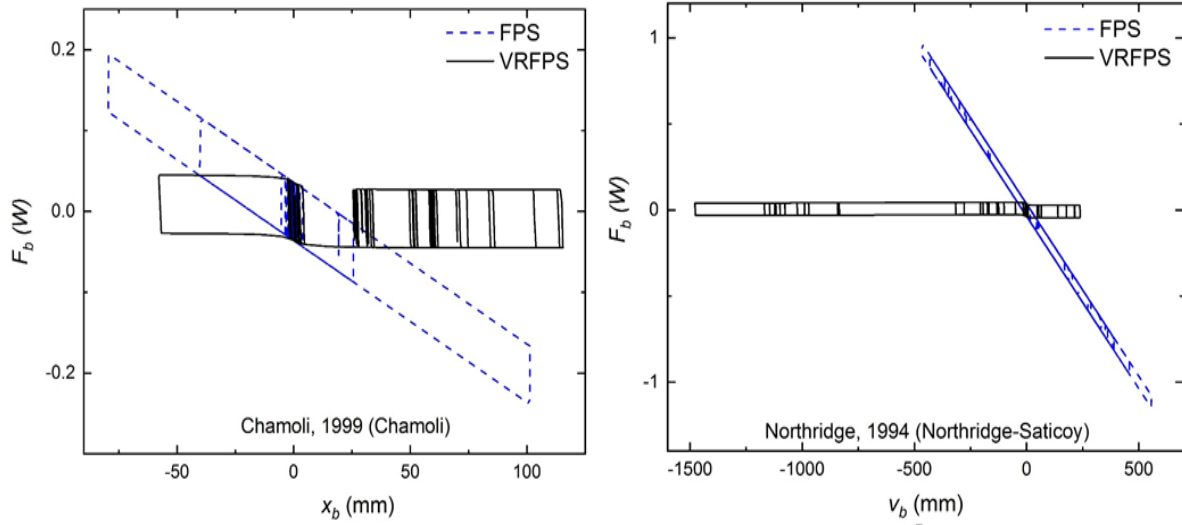 FPS
VRFPS
0.2
0.0
-0.2
F_b (W)
Chamoli, 1999 (Chamoli)
-50
0
50
100
x_b (mm)
FPS
VRFPS
1
0
-1
F_b (W)
Northridge, 1994 (Northridge-Saticoy)
-1500
-1000
-500
0
500
v_b (mm)